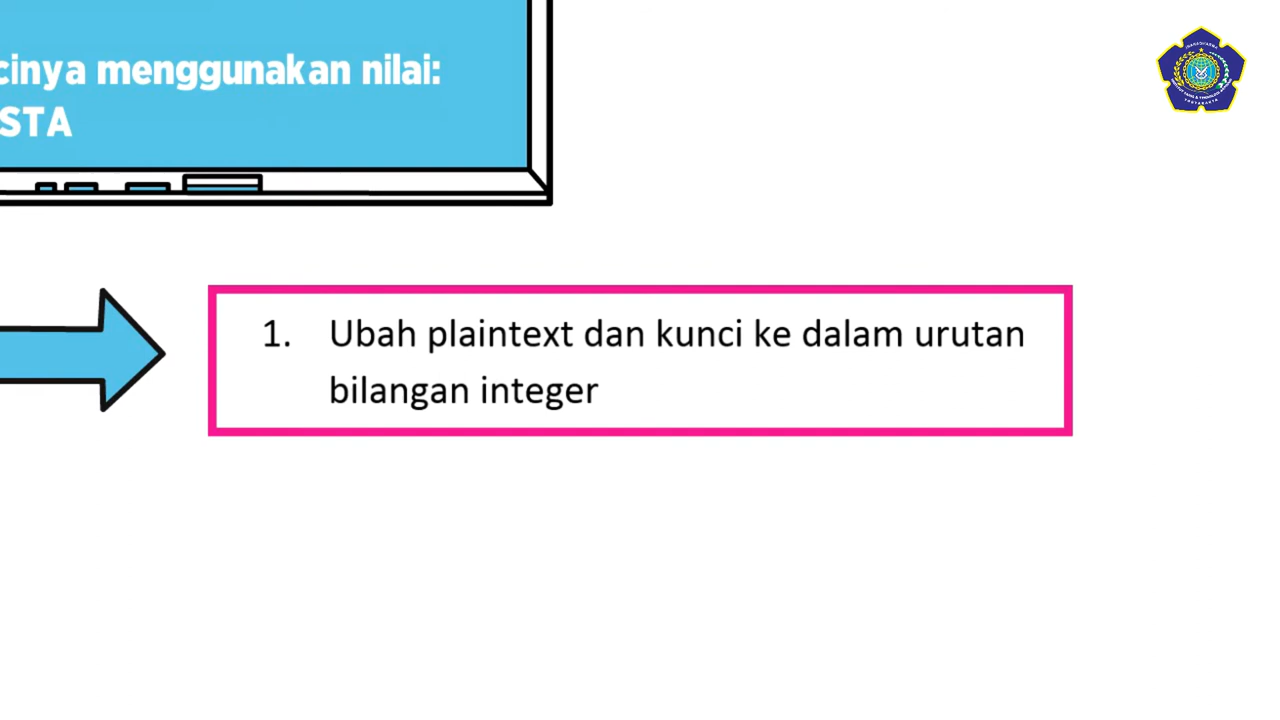 cinya menggunakan nilai:
STA
1. Ubah plaintext dan kunci ke dalam urutan
bilangan integer